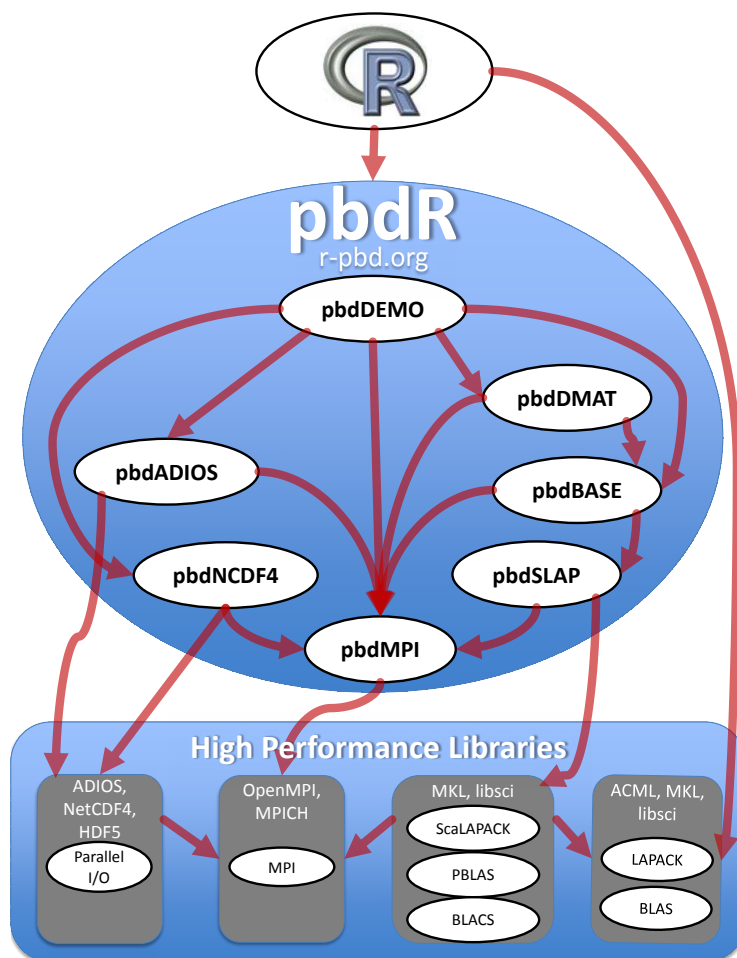 R
pbdR
r-pbd.org
pbdDEMO
pbdDMAT
pbdADIOS
pbdBASE
pbdNCDF4
pbdSLAP
pbdMPI
High Performance Libraries
ADIOS,
NetCDF4,
HDF5
Parallel
I/O
OpenMPI,
MPICH
MPI
MKL, libsci
ScaLAPACK
PBLAS
BLACS
ACML, MKL,
libsci
LAPACK
BLAS